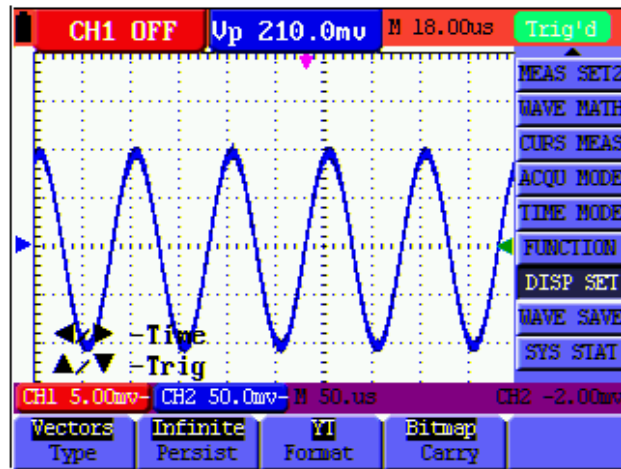 CH1 OFF Vp 210.0mv M 18.00us Trig'd
MEAS SET2
WAVE MATH
CURS MEAS
ACQU MODE
TIME MODE
FUNCTION
DISP SET
WAVE SAVE
SYS STAT
◀/▶ -Time
▲/▼ -Trig
CH1 5.00mv- CH2 50.0mv- M 50.us CH2 -2.00mv
Vectors Infinite YT Bitmap
Type Persist Format Carry